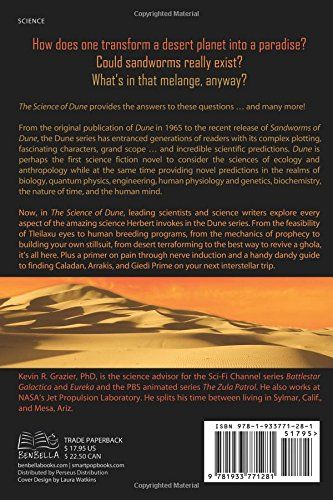 SCIENCE
How does one transform a desert planet into a paradise?
Could sandworms really exist?
What's in that melange, anyway?
The Science of Dune provides the answers to these questions ... and many more!
From the original publication of Dune in 1965 to the recent release of Sandworms of
Dune, the Dune series has entranced generations of readers with its complex plotting,
fascinating characters, grand scope ... and incredible scientific predictions. Dune is
perhaps the first science fiction novel to consider the sciences of ecology and
anthropology while at the same time providing novel predictions in the realms of
biology, quantum physics, engineering, human physiology and genetics, biochemistry,
the nature of time, and the human mind.
Now, in The Science of Dune, leading scientists and science writers explore every
aspect of the amazing science Herbert invokes in the Dune series. From the feasibility
of Tleilaxu eyes to human breeding programs, from the mechanics of prophecy to
building your own stillsuit, from desert terraforming to the best way to revive a ghola,
it's all here. Plus a primer on pain through nerve induction and a handy dandy guide
to finding Caladan, Arrakis, and Giedi Prime on your next interstellar trip.
Kevin R. Grazier, PhD, is the science advisor for the Sci-Fi Channel series Battlestar
Galactica and Eureka and the PBS animated series The Zula Patrol. He also works at
NASA's Jet Propulsion Laboratory. He splits his time between living in Sylmar, Calif.,
and Mesa, Ariz.
BENBELLA
TRADE PAPERBACK
$ 17.95 US
$ 22.50 CAN
benbellabooks.com / smartpopbooks.com
Distributed by Perseus Distribution
Cover Design by Laura Watkins
ISBN 978-1-933771-28-1
51795>
9 781933 771281